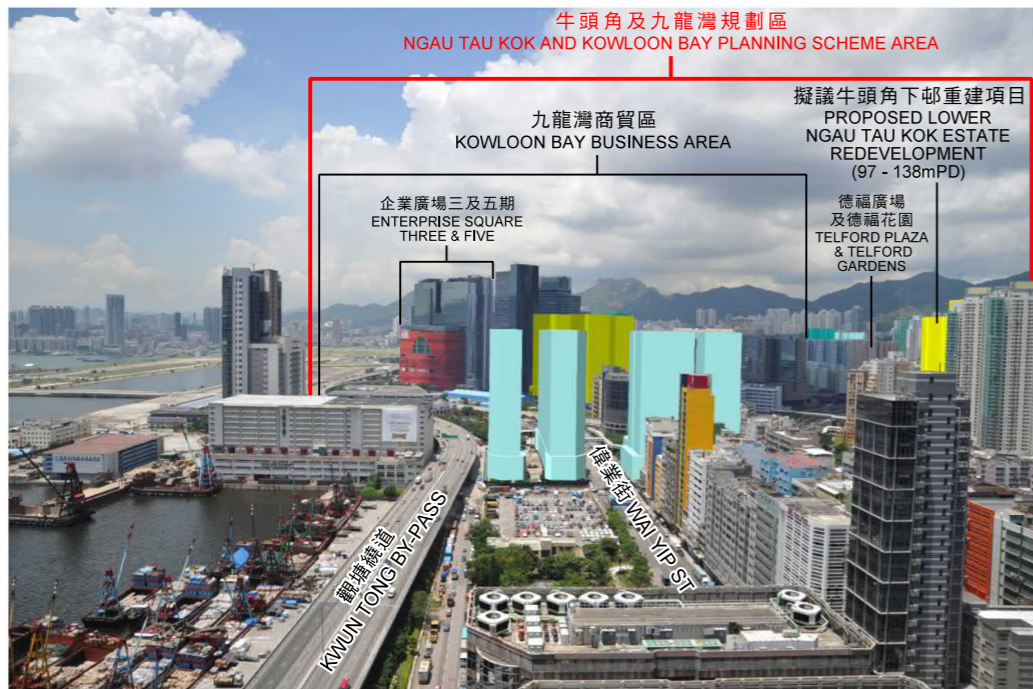 牛頭角及九龍灣規劃區
NGAU TAU KOK AND KOWLOON BAY PLANNING SCHEME AREA
九龍灣商貿區
KOWLOON BAY BUSINESS AREA
擬議牛頭角下邨重建項目
PROPOSED LOWER
NGAU TAU KOK ESTATE
REDEVELOPMENT
(97 - 138mPD)
企業廣場三及五期
ENTERPRISE SQUARE
THREE & FIVE
德福廣場
及德福花園
TELFORD PLAZA
& TELFORD
GARDENS
觀塘繞道
KWUN TONG BY-PASS
偉業街 WAI YIP ST